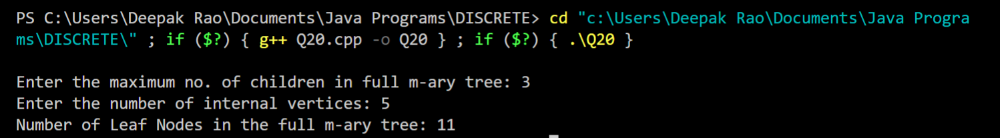 PS C:\Users\Deepak Rao\Documents\Java Programs\DISCRETE> cd "c:\Users\Deepak Rao\Documents\Java Progra
ms\DISCRETE\" ; if ($?) { g++ Q20.cpp -o Q20 } ; if ($?) { .\Q20 }
Enter the maximum no. of children in full m-ary tree: 3
Enter the number of internal vertices: 5
Number of Leaf Nodes in the full m-ary tree: 11